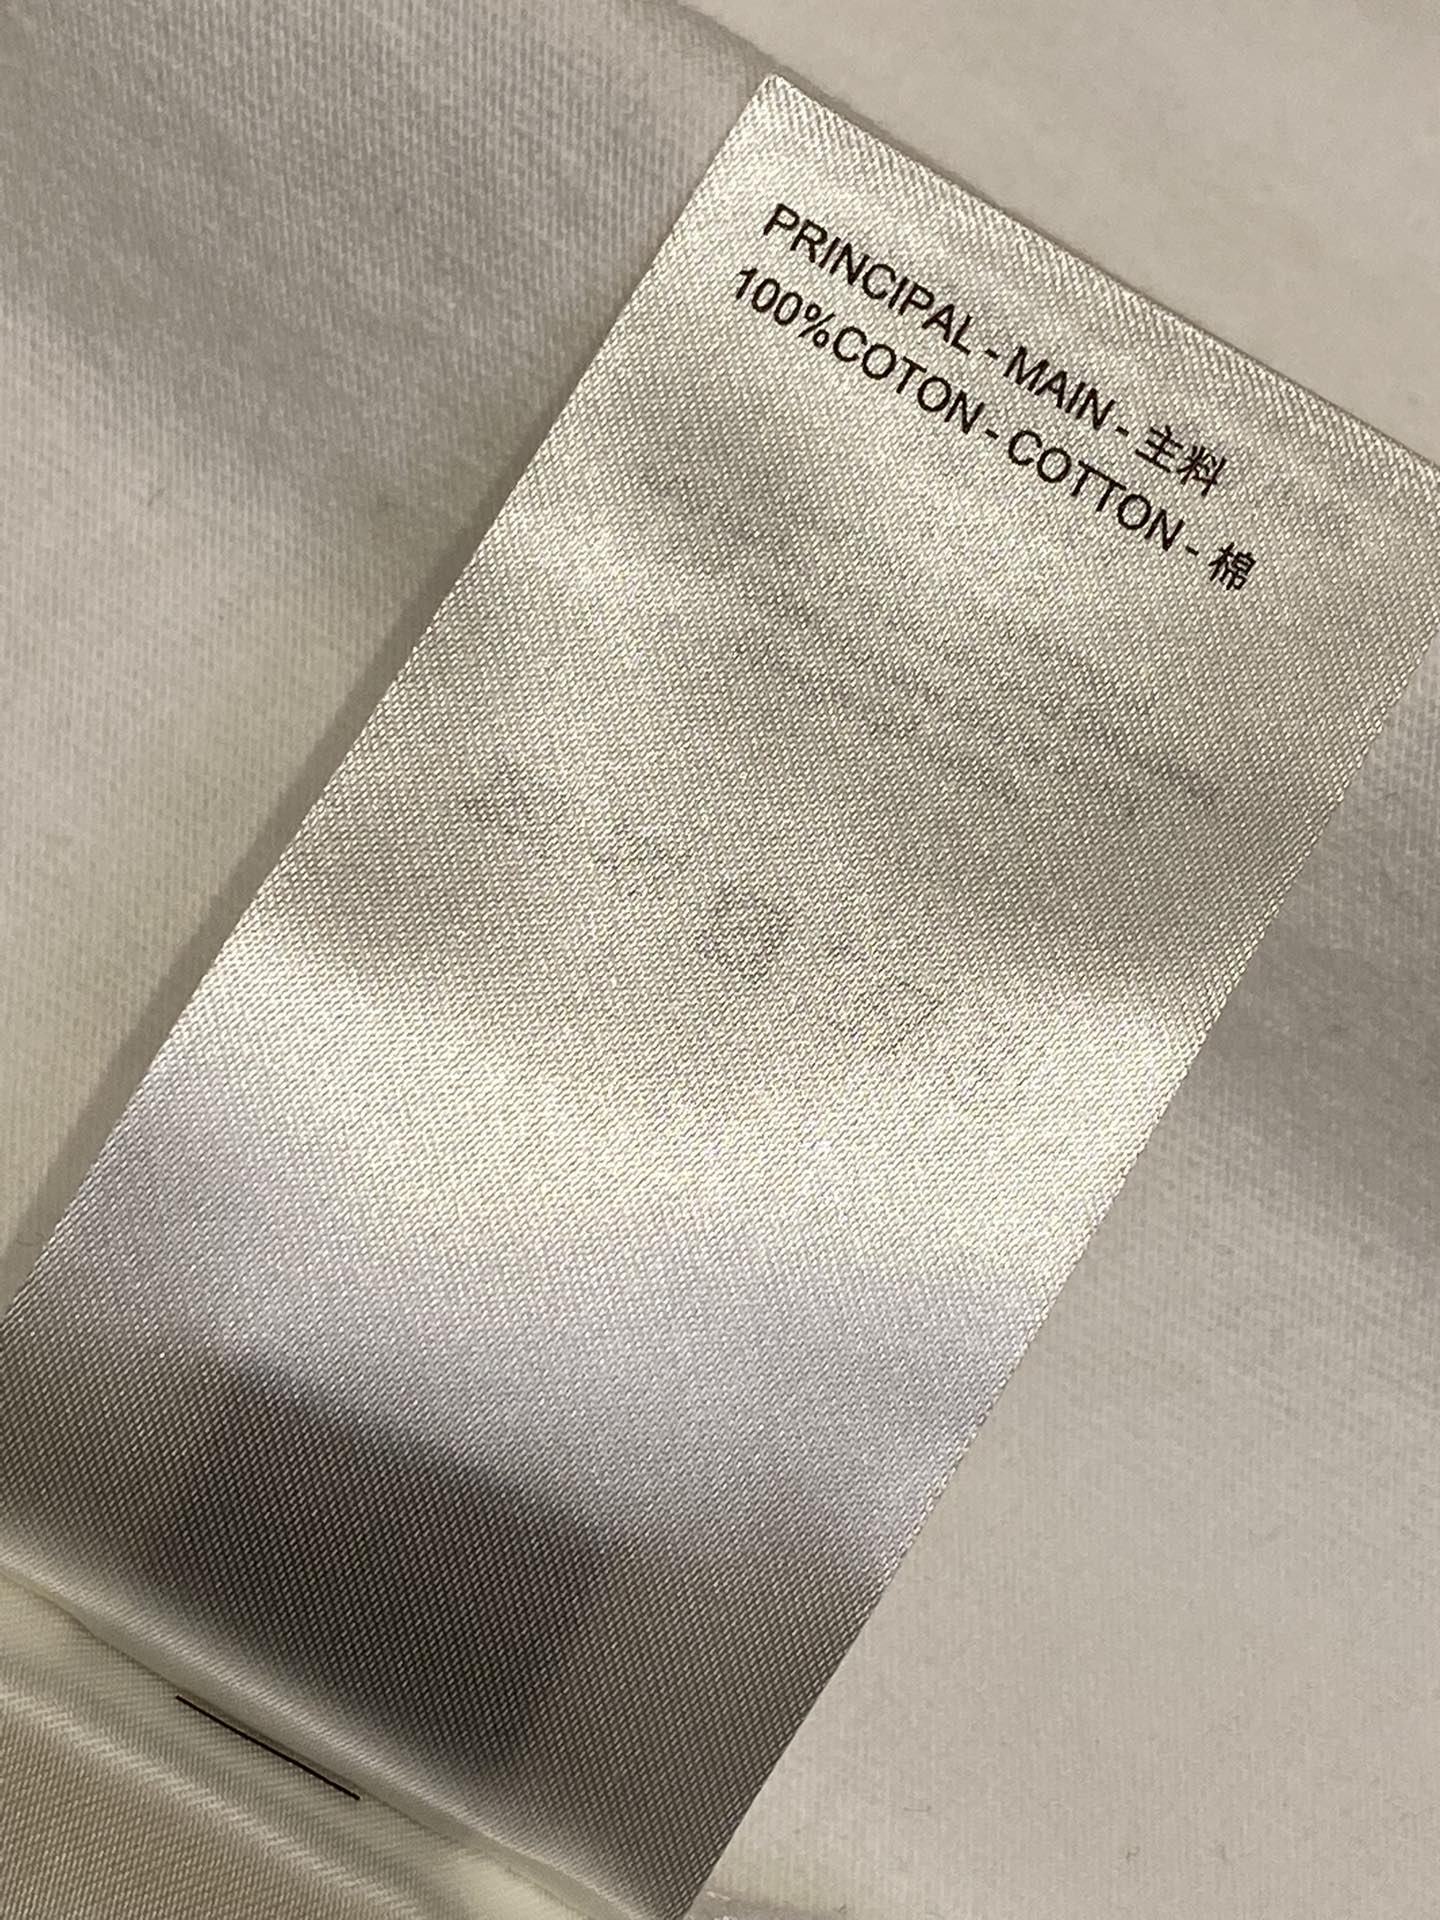 PRINCIPAL - MAIN - 主料
100%COTON - COTTON - 棉